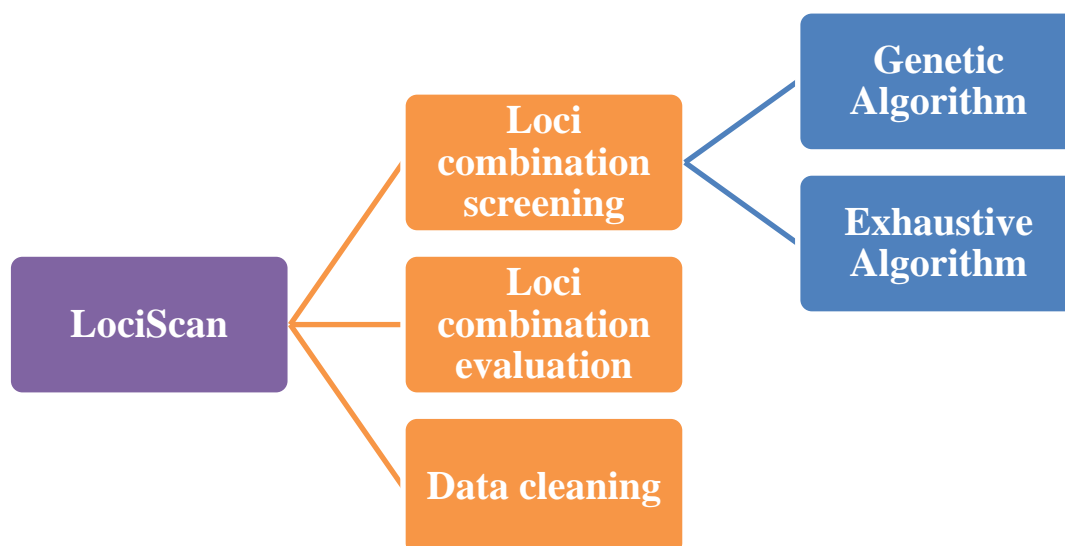 LociScan
Loci
combination
screening
Loci
combination
evaluation
Data cleaning
Genetic
Algorithm
Exhaustive
Algorithm